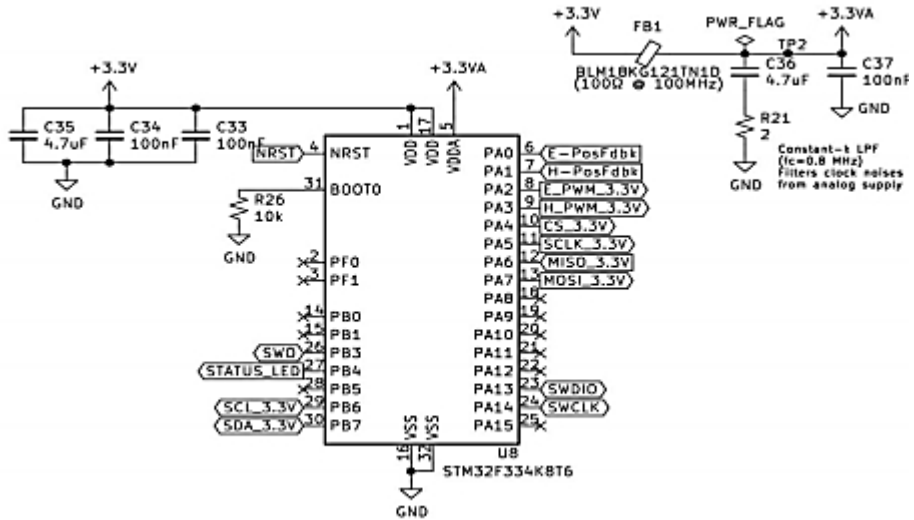 +3.3V
FB1
PWR_FLAG
+3.3VA
TP2
BLM18KG121TN1D
(100Ω @ 100MHz)
C36
4.7uF
C37
100nF
GND
R21
2
GND
Constant-k LPF
(fc=0.8 MHz)
Filters clock noises
from analog supply
+3.3V
+3.3VA
C35
4.7uF
C34
100nF
C33
100nF
GND
1 17 5
VDD VDD VDDA
NRST 4 NRST
31 BOOT0
R26
10k
GND
2 PF0
3 PF1
14 PB0
15 PB1
SWO 26 PB3
STATUS_LED 27 PB4
28 PB5
SCL_3.3V 29 PB6
SDA_3.3V 30 PB7
PA0 6 E-PosFdbk
PA1 7 H-PosFdbk
PA2 8 E_PWM_3.3V
PA3 9 H_PWM_3.3V
PA4 10 CS_3.3V
PA5 11 SCLK_3.3V
PA6 12 MISO_3.3V
PA7 13 MOSI_3.3V
PA8 18
PA9 19
PA10 20
PA11 21
PA12 22
PA13 23 SWDIO
PA14 24 SWCLK
PA15 25
VSS VSS
16 32
U8
STM32F334K8T6
GND